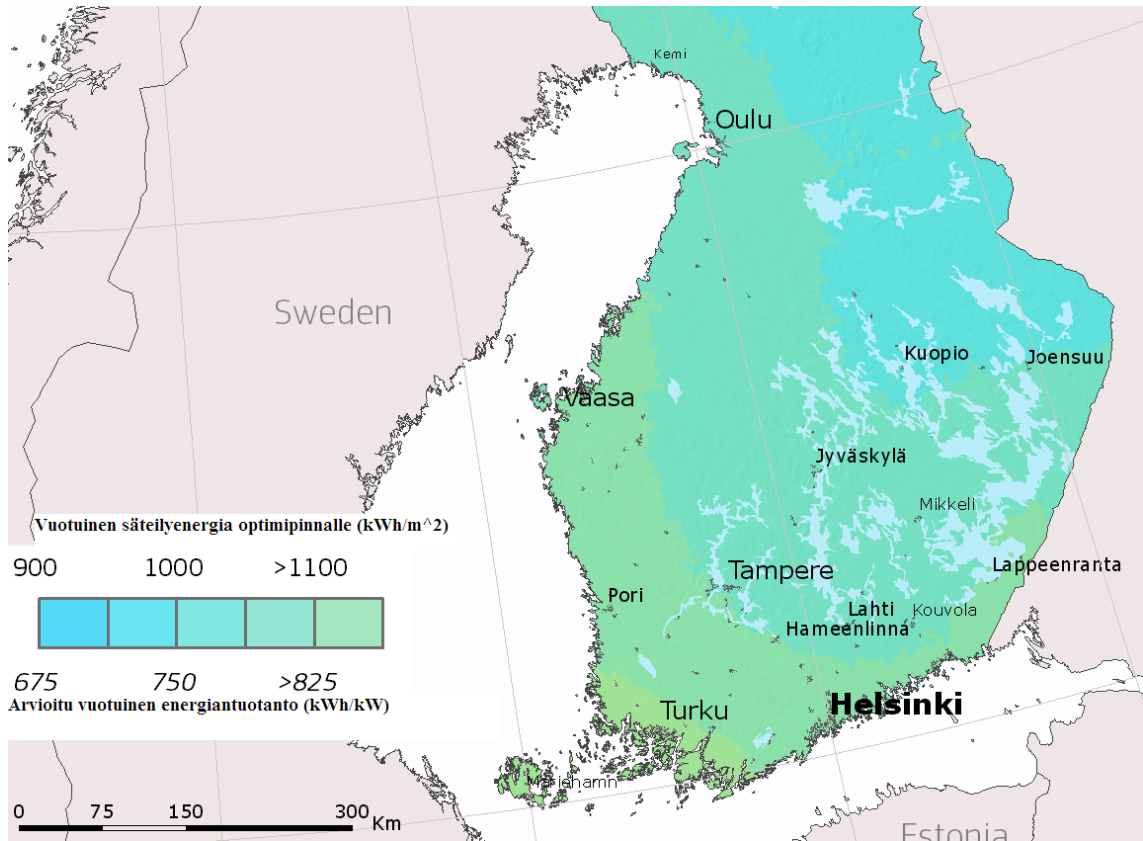 Kemi
Oulu
Sweden
Kuopio
Joensuu
Vaasa
Jyväskylä
Mikkeli
Vuotuinen säteilyenergia optimipinnalle (kWh/m^2)
900 1000 >1100
Lappeenranta
Tampere
Pori
Lahti
Kouvola
Hameenlinna
675 750 >825
Arvioitu vuotuinen energiantuotanto (kWh/kW)
Turku
Helsinki
Mariehamn
0 75 150 300 Km
Estonia